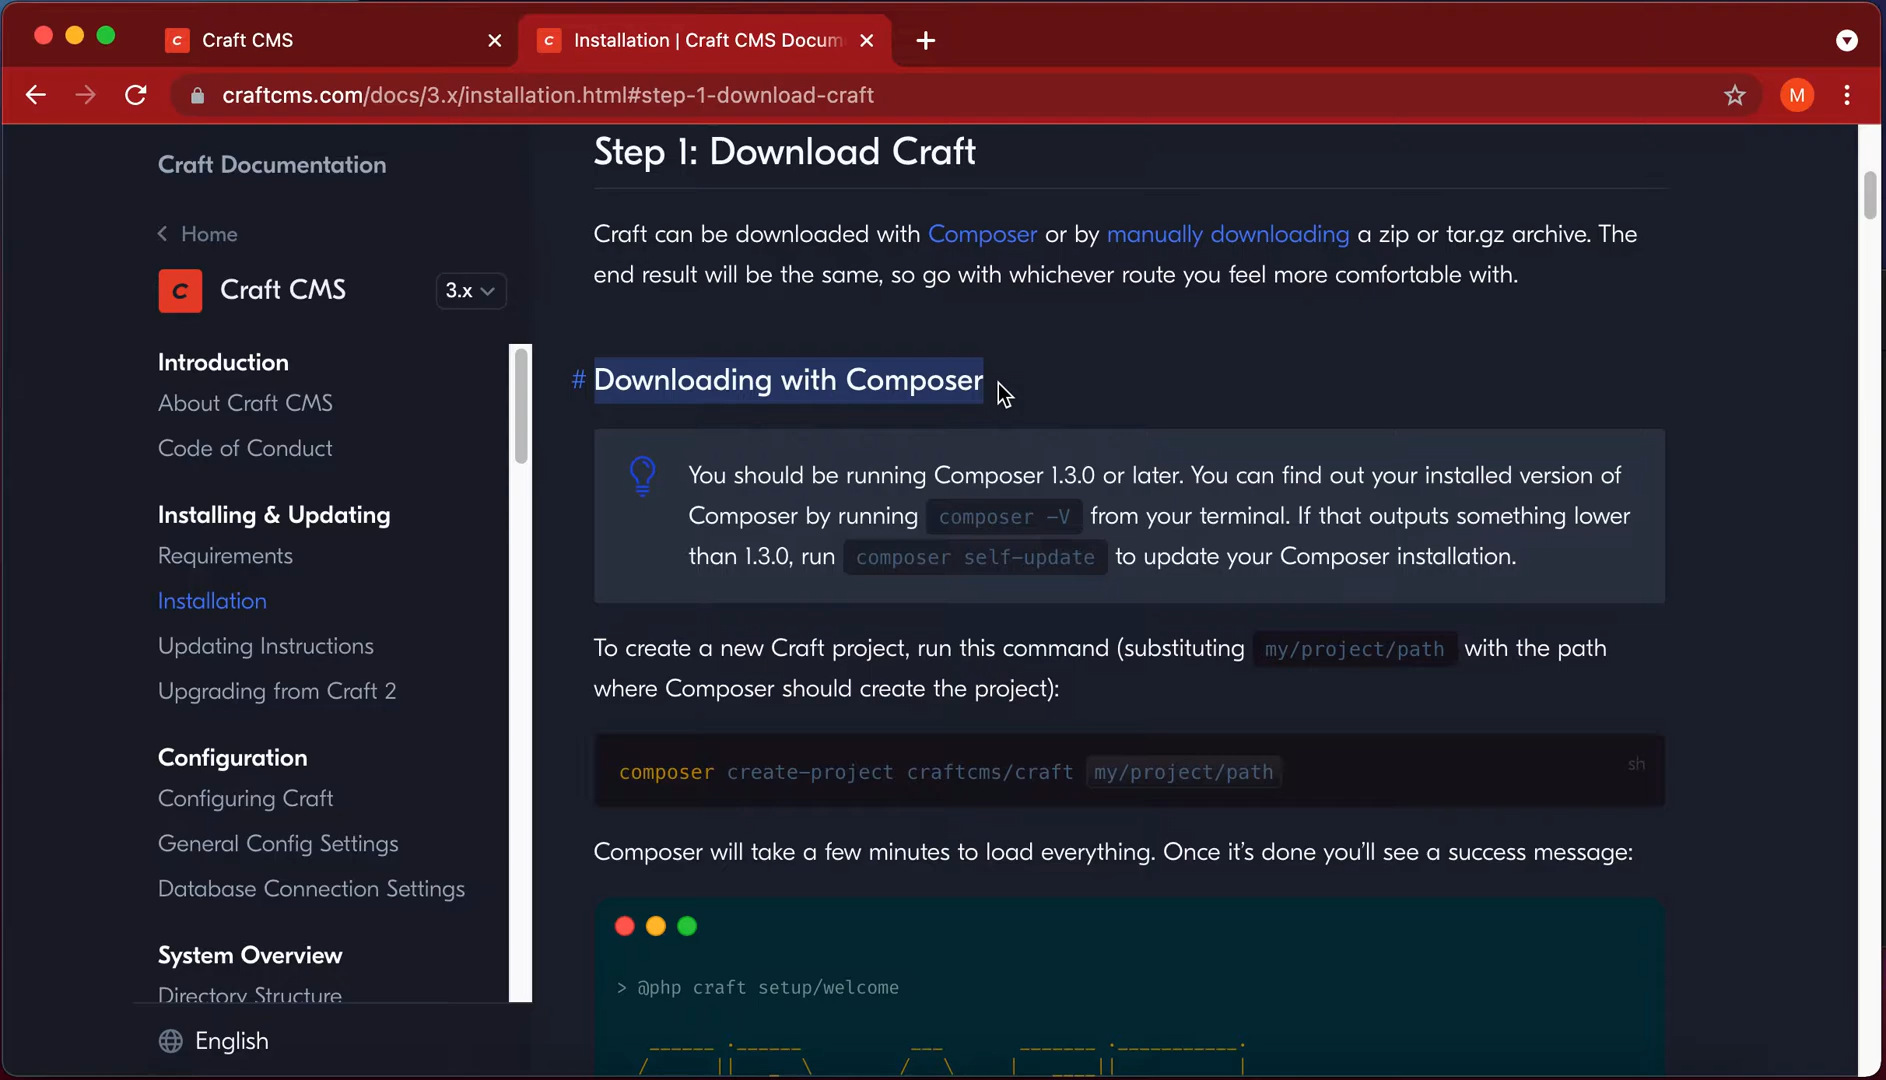 Craft CMS
Installation | Craft CMS Docum
craftcms.com/docs/3.x/installation.html#step-1-download-craft
M
Craft Documentation
Home
C Craft CMS 3.x
Introduction
About Craft CMS
Code of Conduct
Installing & Updating
Requirements
Installation
Updating Instructions
Upgrading from Craft 2
Configuration
Configuring Craft
General Config Settings
Database Connection Settings
System Overview
Directory Structure
English
Step 1: Download Craft
Craft can be downloaded with Composer or by manually downloading a zip or tar.gz archive. The
end result will be the same, so go with whichever route you feel more comfortable with.
# Downloading with Composer
You should be running Composer 1.3.0 or later. You can find out your installed version of
Composer by running composer -V from your terminal. If that outputs something lower
than 1.3.0, run composer self-update to update your Composer installation.
To create a new Craft project, run this command (substituting my/project/path with the path
where Composer should create the project):
composer create-project craftcms/craft my/project/path
sh
Composer will take a few minutes to load everything. Once it's done you'll see a success message:
> @php craft setup/welcome